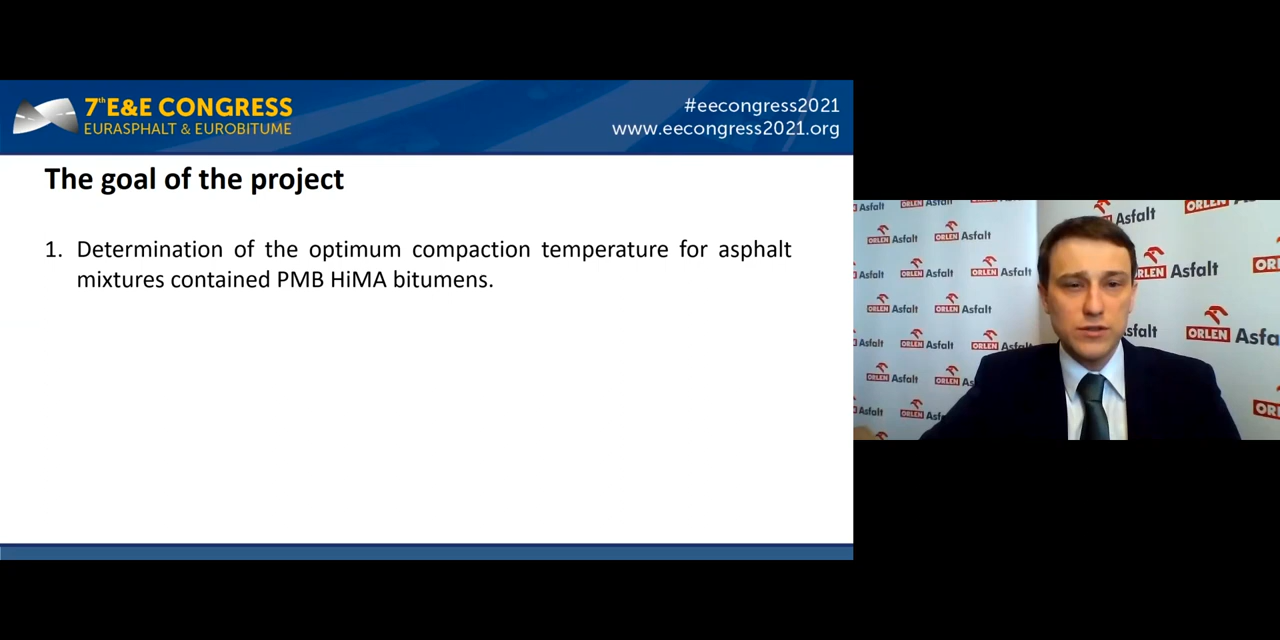 7th E&E CONGRESS
EURASPHALT & EUROBITUME
#eecongress2021
www.eecongress2021.org
The goal of the project
1. Determination of the optimum compaction temperature for asphalt
mixtures contained PMB HiMA bitumens.
ORLEN Asfalt